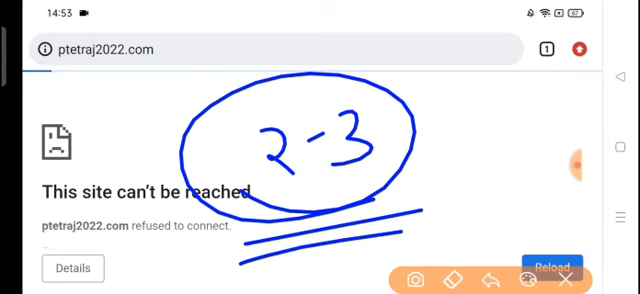 14:53
67
ptetraj2022.com
1
2-3
This site can't be reached
ptetraj2022.com refused to connect.
Details
Reload